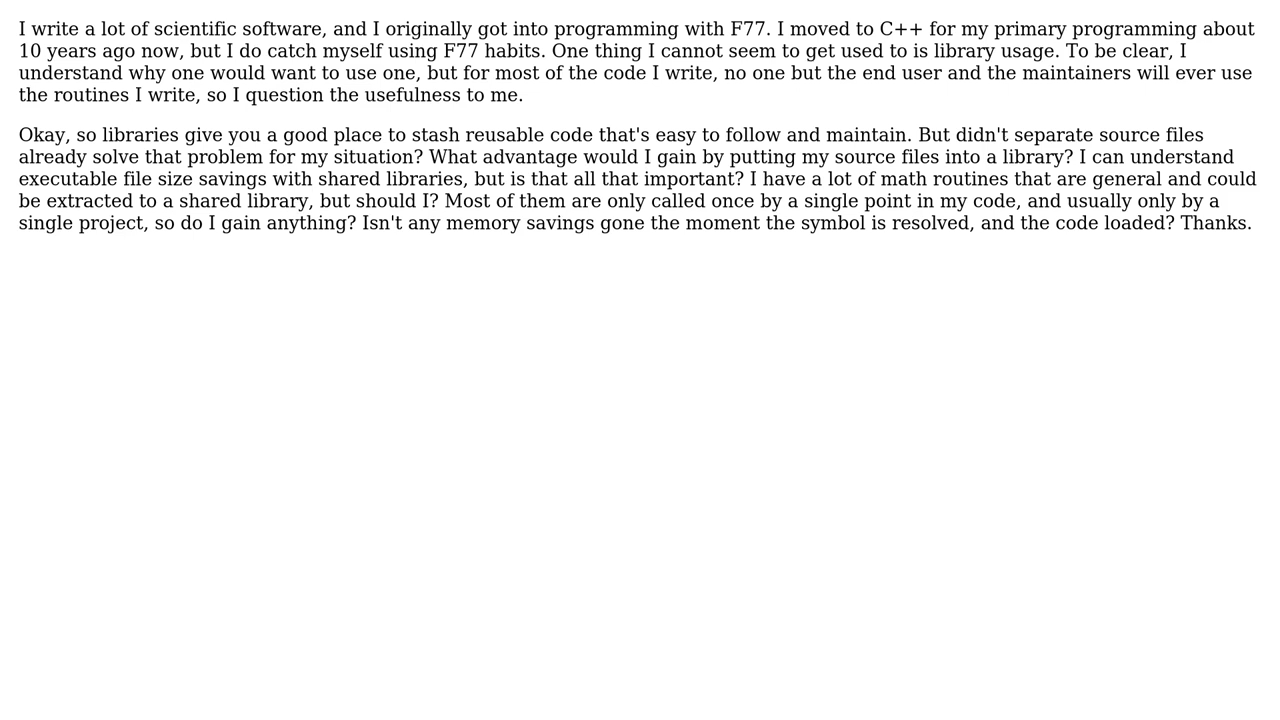 I write a lot of scientific software, and I originally got into programming with F77. I moved to C++ for my primary programming about
10 years ago now, but I do catch myself using F77 habits. One thing I cannot seem to get used to is library usage. To be clear, I
understand why one would want to use one, but for most of the code I write, no one but the end user and the maintainers will ever use
the routines I write, so I question the usefulness to me.
Okay, so libraries give you a good place to stash reusable code that's easy to follow and maintain. But didn't separate source files
already solve that problem for my situation? What advantage would I gain by putting my source files into a library? I can understand
executable file size savings with shared libraries, but is that all that important? I have a lot of math routines that are general and could
be extracted to a shared library, but should I? Most of them are only called once by a single point in my code, and usually only by a
single project, so do I gain anything? Isn't any memory savings gone the moment the symbol is resolved, and the code loaded? Thanks.